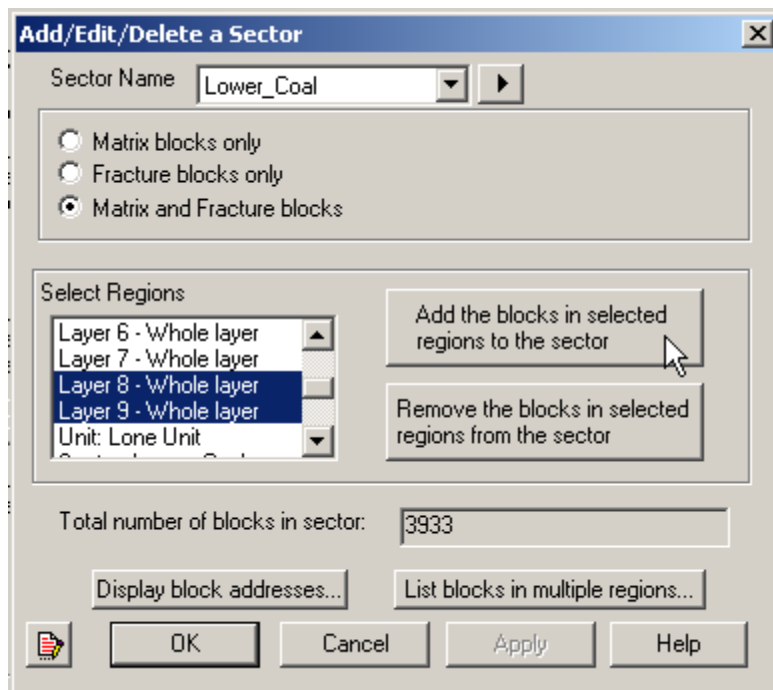 Add/Edit/Delete a Sector
Sector Name
Lower_Coal
Matrix blocks only
Fracture blocks only
Matrix and Fracture blocks
Select Regions
Layer 6 - Whole layer
Layer 7 - Whole layer
Layer 8 - Whole layer
Layer 9 - Whole layer
Unit: Lone Unit
Add the blocks in selected
regions to the sector
Remove the blocks in selected
regions from the sector
Total number of blocks in sector:
3933
Display block addresses...
List blocks in multiple regions...
OK
Cancel
Apply
Help